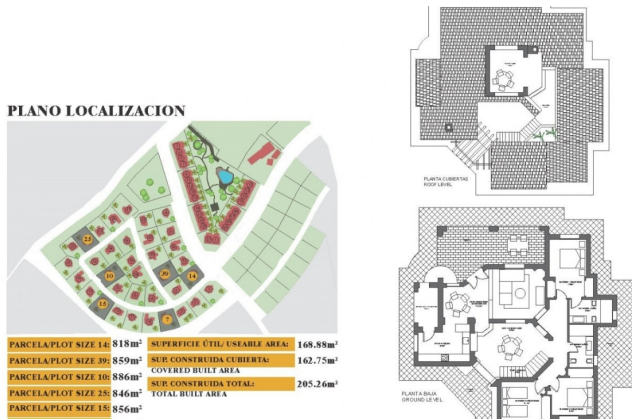 PLANO LOCALIZACION
25
10
39
14
15
7
PARCELA/PLOT SIZE 14: 818m²
PARCELA/PLOT SIZE 39: 859m²
PARCELA/PLOT SIZE 10: 886m²
PARCELA/PLOT SIZE 25: 846m²
PARCELA/PLOT SIZE 15: 856m²
SUPERFICIE ÚTIL/ USEABLE AREA: 168.88m²
SUP. CONSTRUIDA CUBIERTA: 162.75m²
COVERED BUILT AREA
SUP. CONSTRUIDA TOTAL: 205.26m²
TOTAL BUILT AREA
PLANTA CUBIERTAS
ROOF LEVEL
PLANTA BAJA
GROUND LEVEL